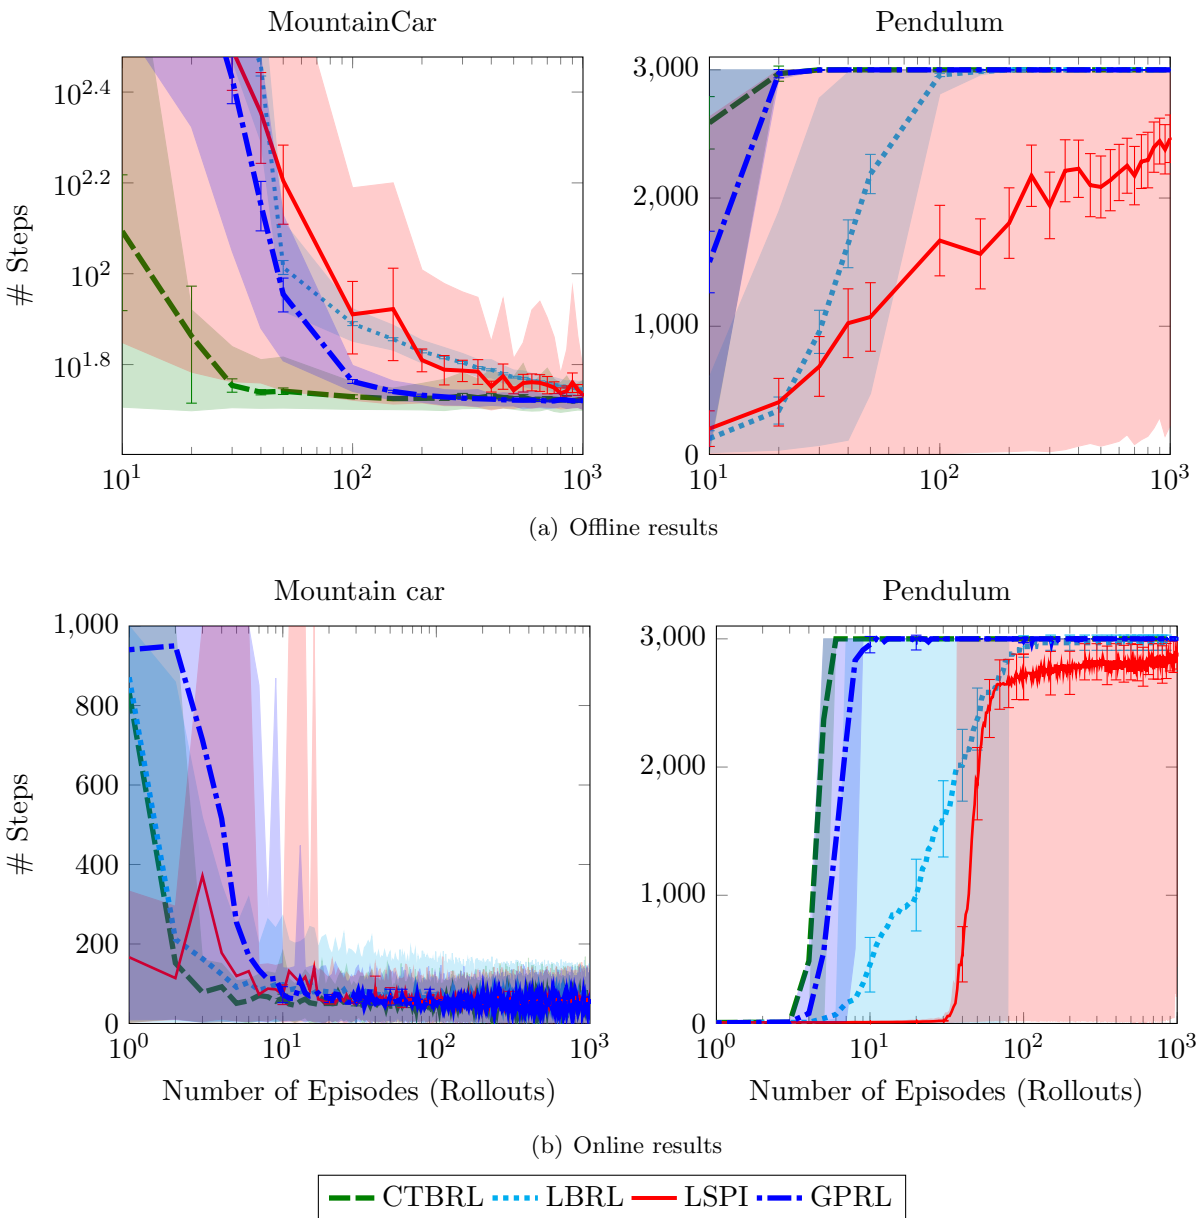 MountainCar Pendulum
# Steps
10^2.4
10^2.2
10^2
10^1.8
10^1 10^2 10^3
3,000
2,000
1,000
0
10^1 10^2 10^3
(a) Offline results
Mountain car Pendulum
# Steps
1,000
800
600
400
200
0
10^0 10^1 10^2 10^3
Number of Episodes (Rollouts)
3,000
2,000
1,000
0
10^0 10^1 10^2 10^3
Number of Episodes (Rollouts)
(b) Online results
CTBRL LBRL LSPI GPRL